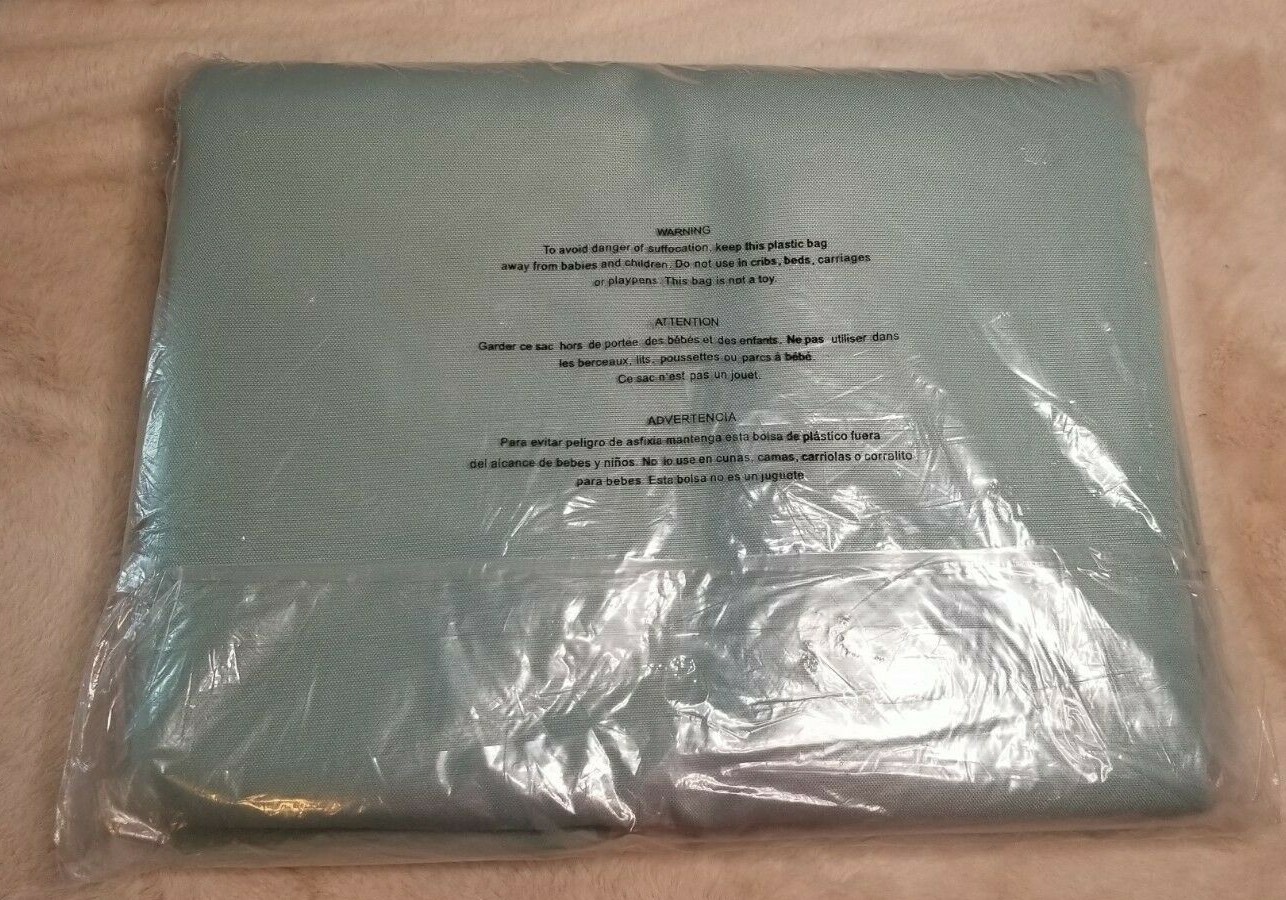 WARNING
To avoid danger of suffocation, keep this plastic bag
away from babies and children. Do not use in cribs, beds, carriages
or playpens. This bag is not a toy.
ATTENTION
Garder ce sac hors de portée des bébés et des enfants. Ne pas utiliser dans
les berceaux, lits, poussettes ou parcs à bébé.
Ce sac n'est pas un jouet.
ADVERTENCIA
Para evitar peligro de asfixia mantenga esta bolsa de plástico fuera
del alcance de bebes y niños. No lo use en cunas, camas, carriolas o corralito
para bebes. Esta bolsa no es un juguete.